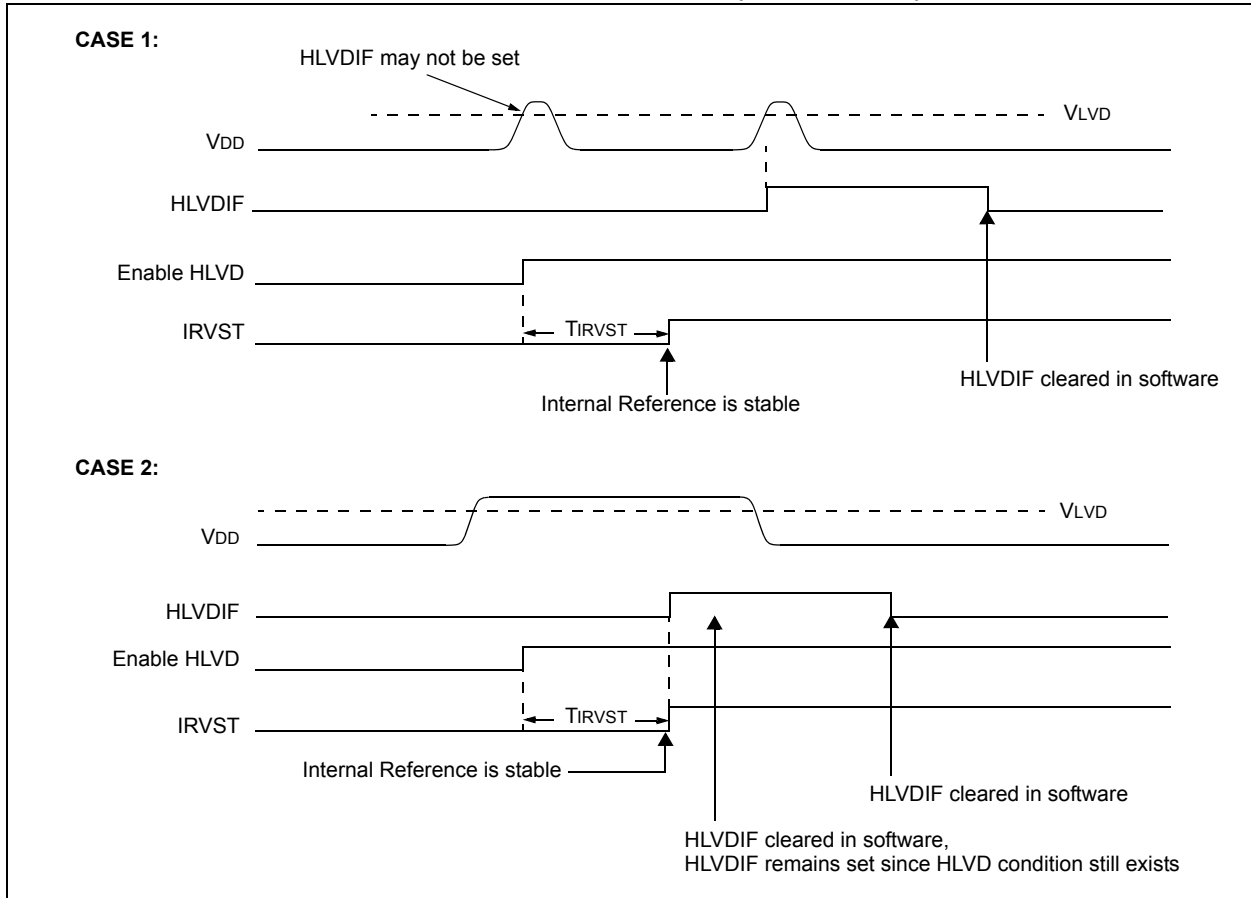 CASE 1:
HLVDIF may not be set
VLVD
VDD
HLVDIF
Enable HLVD
TIRVST
IRVST
HLVDIF cleared in software
Internal Reference is stable
CASE 2:
VLVD
VDD
HLVDIF
Enable HLVD
TIRVST
IRVST
Internal Reference is stable
HLVDIF cleared in software
HLVDIF cleared in software,
HLVDIF remains set since HLVD condition still exists